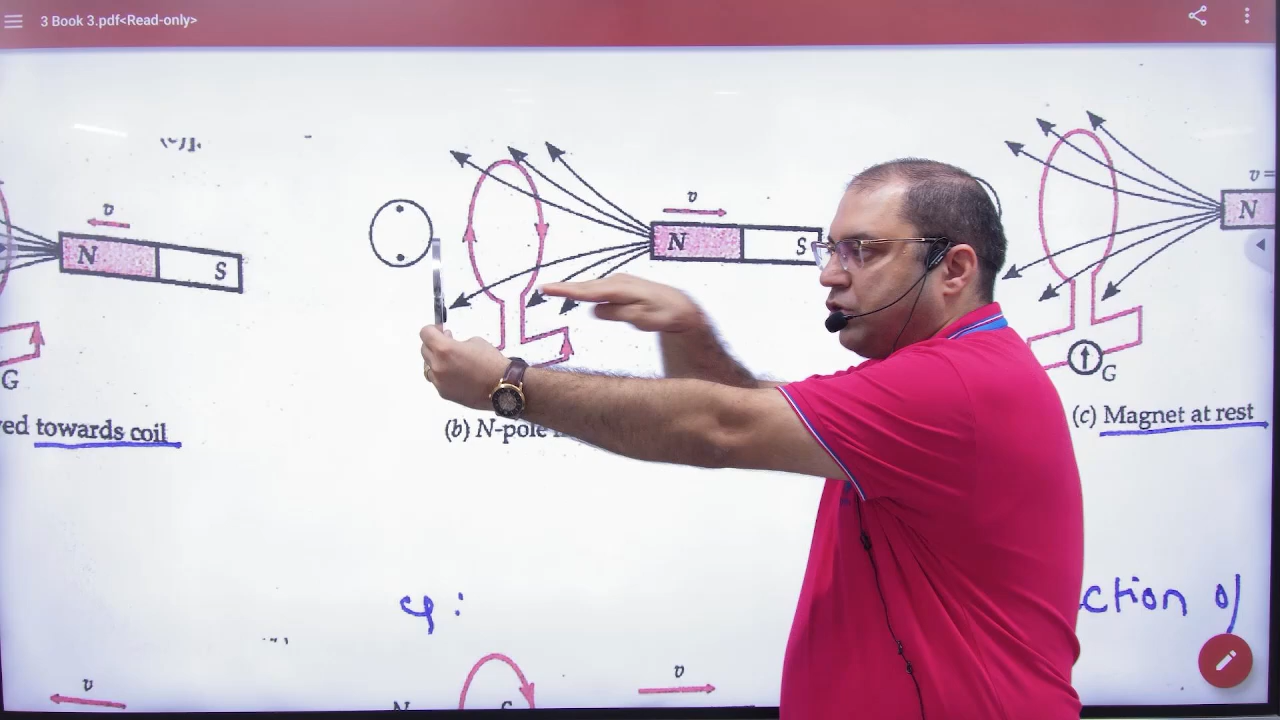 3 Book 3.pdf<Read-only>
v
N
S
G
ved towards coil
v
N
S
(b) N-pole
v =
N
G
(c) Magnet at rest
φ :
ction of
v
v